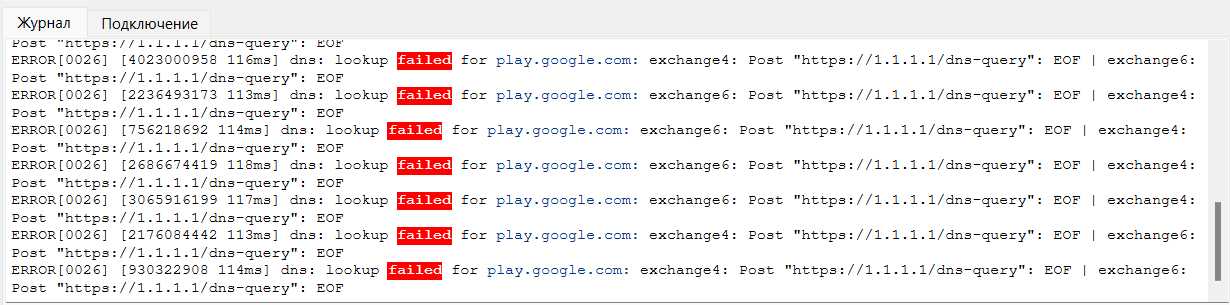 Журнал
Подключение
Post "https://1.1.1.1/dns-query": EOF
ERROR[0026] [4023000958 116ms] dns: lookup failed for play.google.com: exchange4: Post "https://1.1.1.1/dns-query": EOF | exchange6:
Post "https://1.1.1.1/dns-query": EOF
ERROR[0026] [2236493173 113ms] dns: lookup failed for play.google.com: exchange6: Post "https://1.1.1.1/dns-query": EOF | exchange4:
Post "https://1.1.1.1/dns-query": EOF
ERROR[0026] [756218692 114ms] dns: lookup failed for play.google.com: exchange6: Post "https://1.1.1.1/dns-query": EOF | exchange4:
Post "https://1.1.1.1/dns-query": EOF
ERROR[0026] [2686674419 118ms] dns: lookup failed for play.google.com: exchange6: Post "https://1.1.1.1/dns-query": EOF | exchange4:
Post "https://1.1.1.1/dns-query": EOF
ERROR[0026] [3065916199 117ms] dns: lookup failed for play.google.com: exchange6: Post "https://1.1.1.1/dns-query": EOF | exchange4:
Post "https://1.1.1.1/dns-query": EOF
ERROR[0026] [2176084442 113ms] dns: lookup failed for play.google.com: exchange4: Post "https://1.1.1.1/dns-query": EOF | exchange6:
Post "https://1.1.1.1/dns-query": EOF
ERROR[0026] [930322908 114ms] dns: lookup failed for play.google.com: exchange4: Post "https://1.1.1.1/dns-query": EOF | exchange6:
Post "https://1.1.1.1/dns-query": EOF